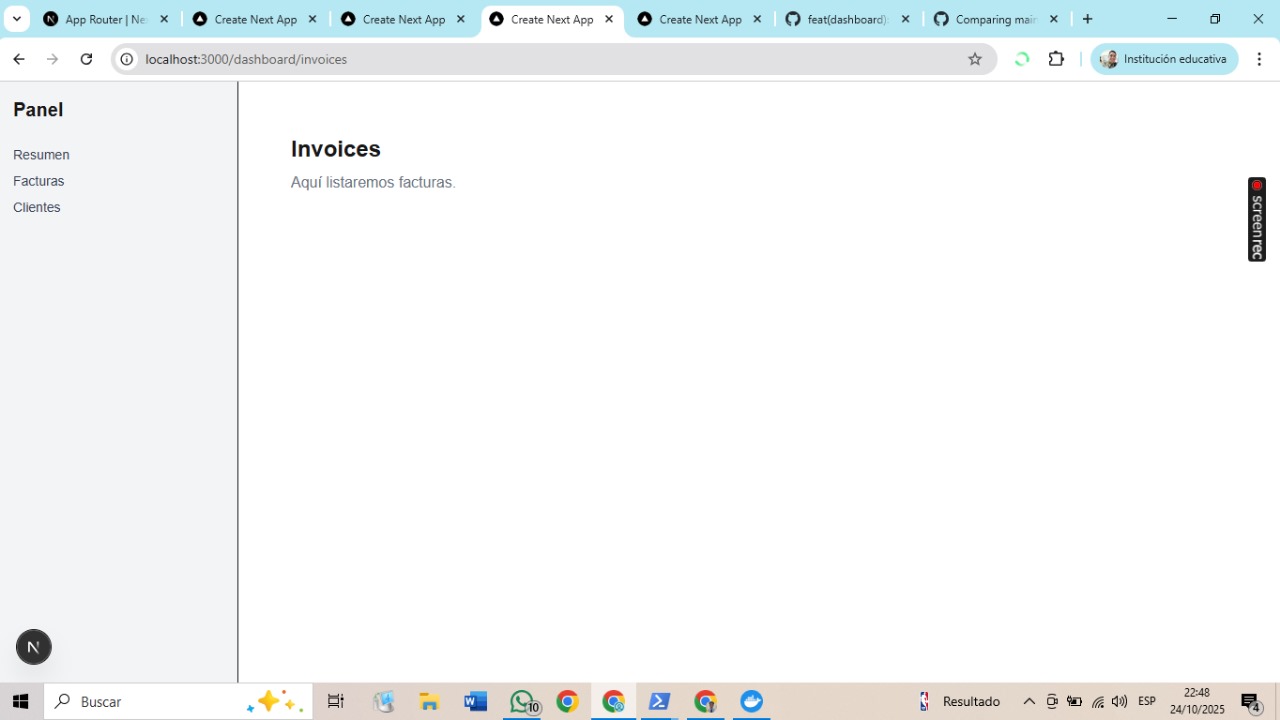 App Router | Ne
Create Next App
Create Next App
Create Next App
Create Next App
feat(dashboard):
Comparing main
localhost:3000/dashboard/invoices
Institución educativa
Panel
Resumen
Facturas
Clientes
Invoices
Aquí listaremos facturas.
screenrec
N
Buscar
10
Resultado
ESP
22:48
24/10/2025
4